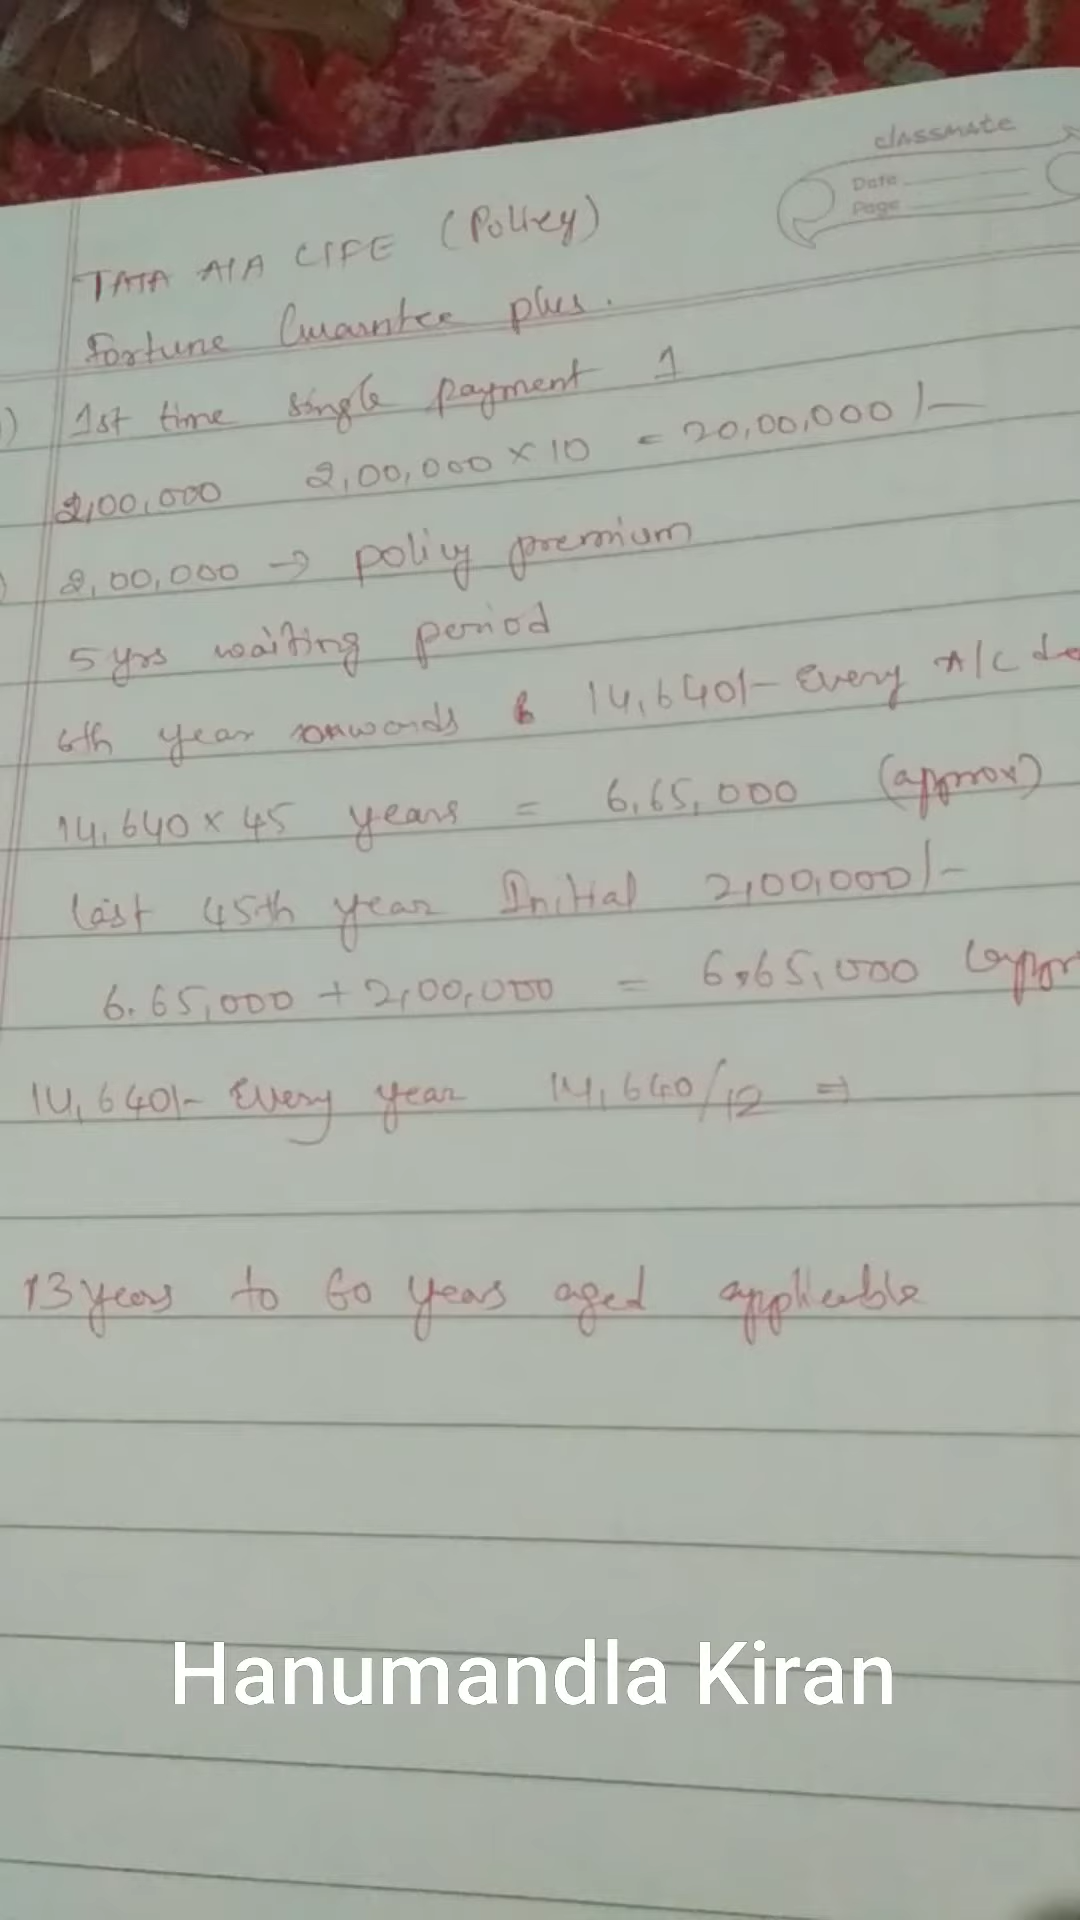 classmate
Date
Page
TATA AIA LIFE (Policy)
Fortune Guarntee plus.
1st time single payment 1
2,00,000 2,00,000 × 10 = 20,00,000/-
2,00,000 → policy premium
5 yrs waiting period
6th year onwards 14,640/- Every A/C de
14,640 × 45 years = 6,65,000 (approx)
last 45th year Initial 2,00,000/-
6.65,000 + 2,00,000 = 6,65,000 (appr
14,640/- Every year 14,640/12 ⇒
13 years to 60 years aged applicable
Hanumandla Kiran